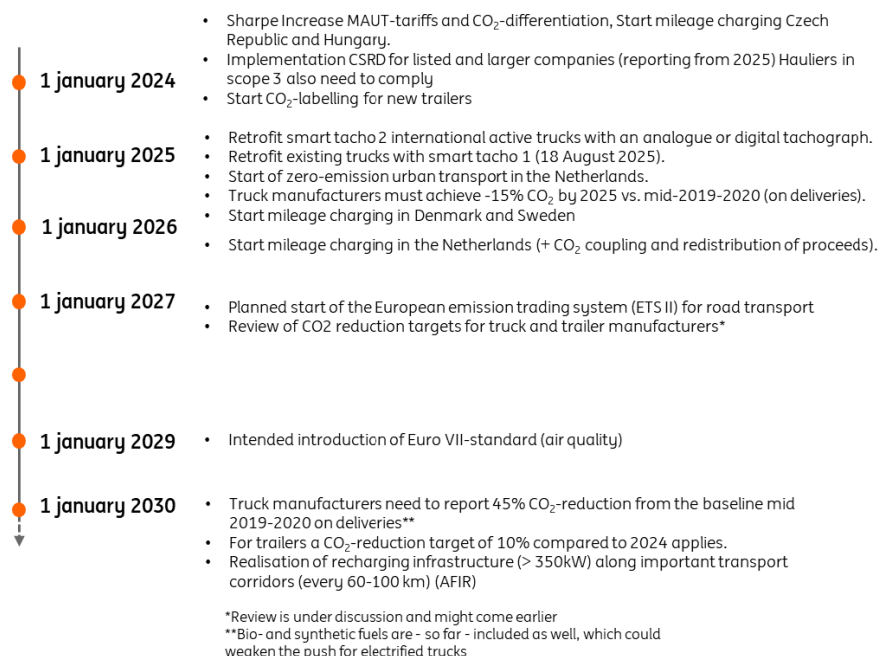 • Sharpe Increase MAUT-tariffs and CO₂-differentiation, Start mileage charging Czech
Republic and Hungary.
1 january 2024
• Implementation CSRD for listed and larger companies (reporting from 2025) Hauliers in
scope 3 also need to comply
• Start CO₂-labelling for new trailers
1 january 2025
• Retrofit smart tacho 2 international active trucks with an analogue or digital tachograph.
• Retrofit existing trucks with smart tacho 1 (18 August 2025).
• Start of zero-emission urban transport in the Netherlands.
• Truck manufacturers must achieve -15% CO₂ by 2025 vs. mid-2019-2020 (on deliveries).
1 january 2026
• Start mileage charging in Denmark and Sweden
• Start mileage charging in the Netherlands (+ CO₂ coupling and redistribution of proceeds).
1 january 2027
• Planned start of the European emission trading system (ETS II) for road transport
• Review of CO2 reduction targets for truck and trailer manufacturers*
1 january 2029
• Intended introduction of Euro VII-standard (air quality)
1 january 2030
• Truck manufacturers need to report 45% CO₂-reduction from the baseline mid
2019-2020 on deliveries**
• For trailers a CO₂-reduction target of 10% compared to 2024 applies.
• Realisation of recharging infrastructure (> 350kW) along important transport
corridors (every 60-100 km) (AFIR)
*Review is under discussion and might come earlier
**Bio- and synthetic fuels are - so far - included as well, which could
weaken the push for electrified trucks